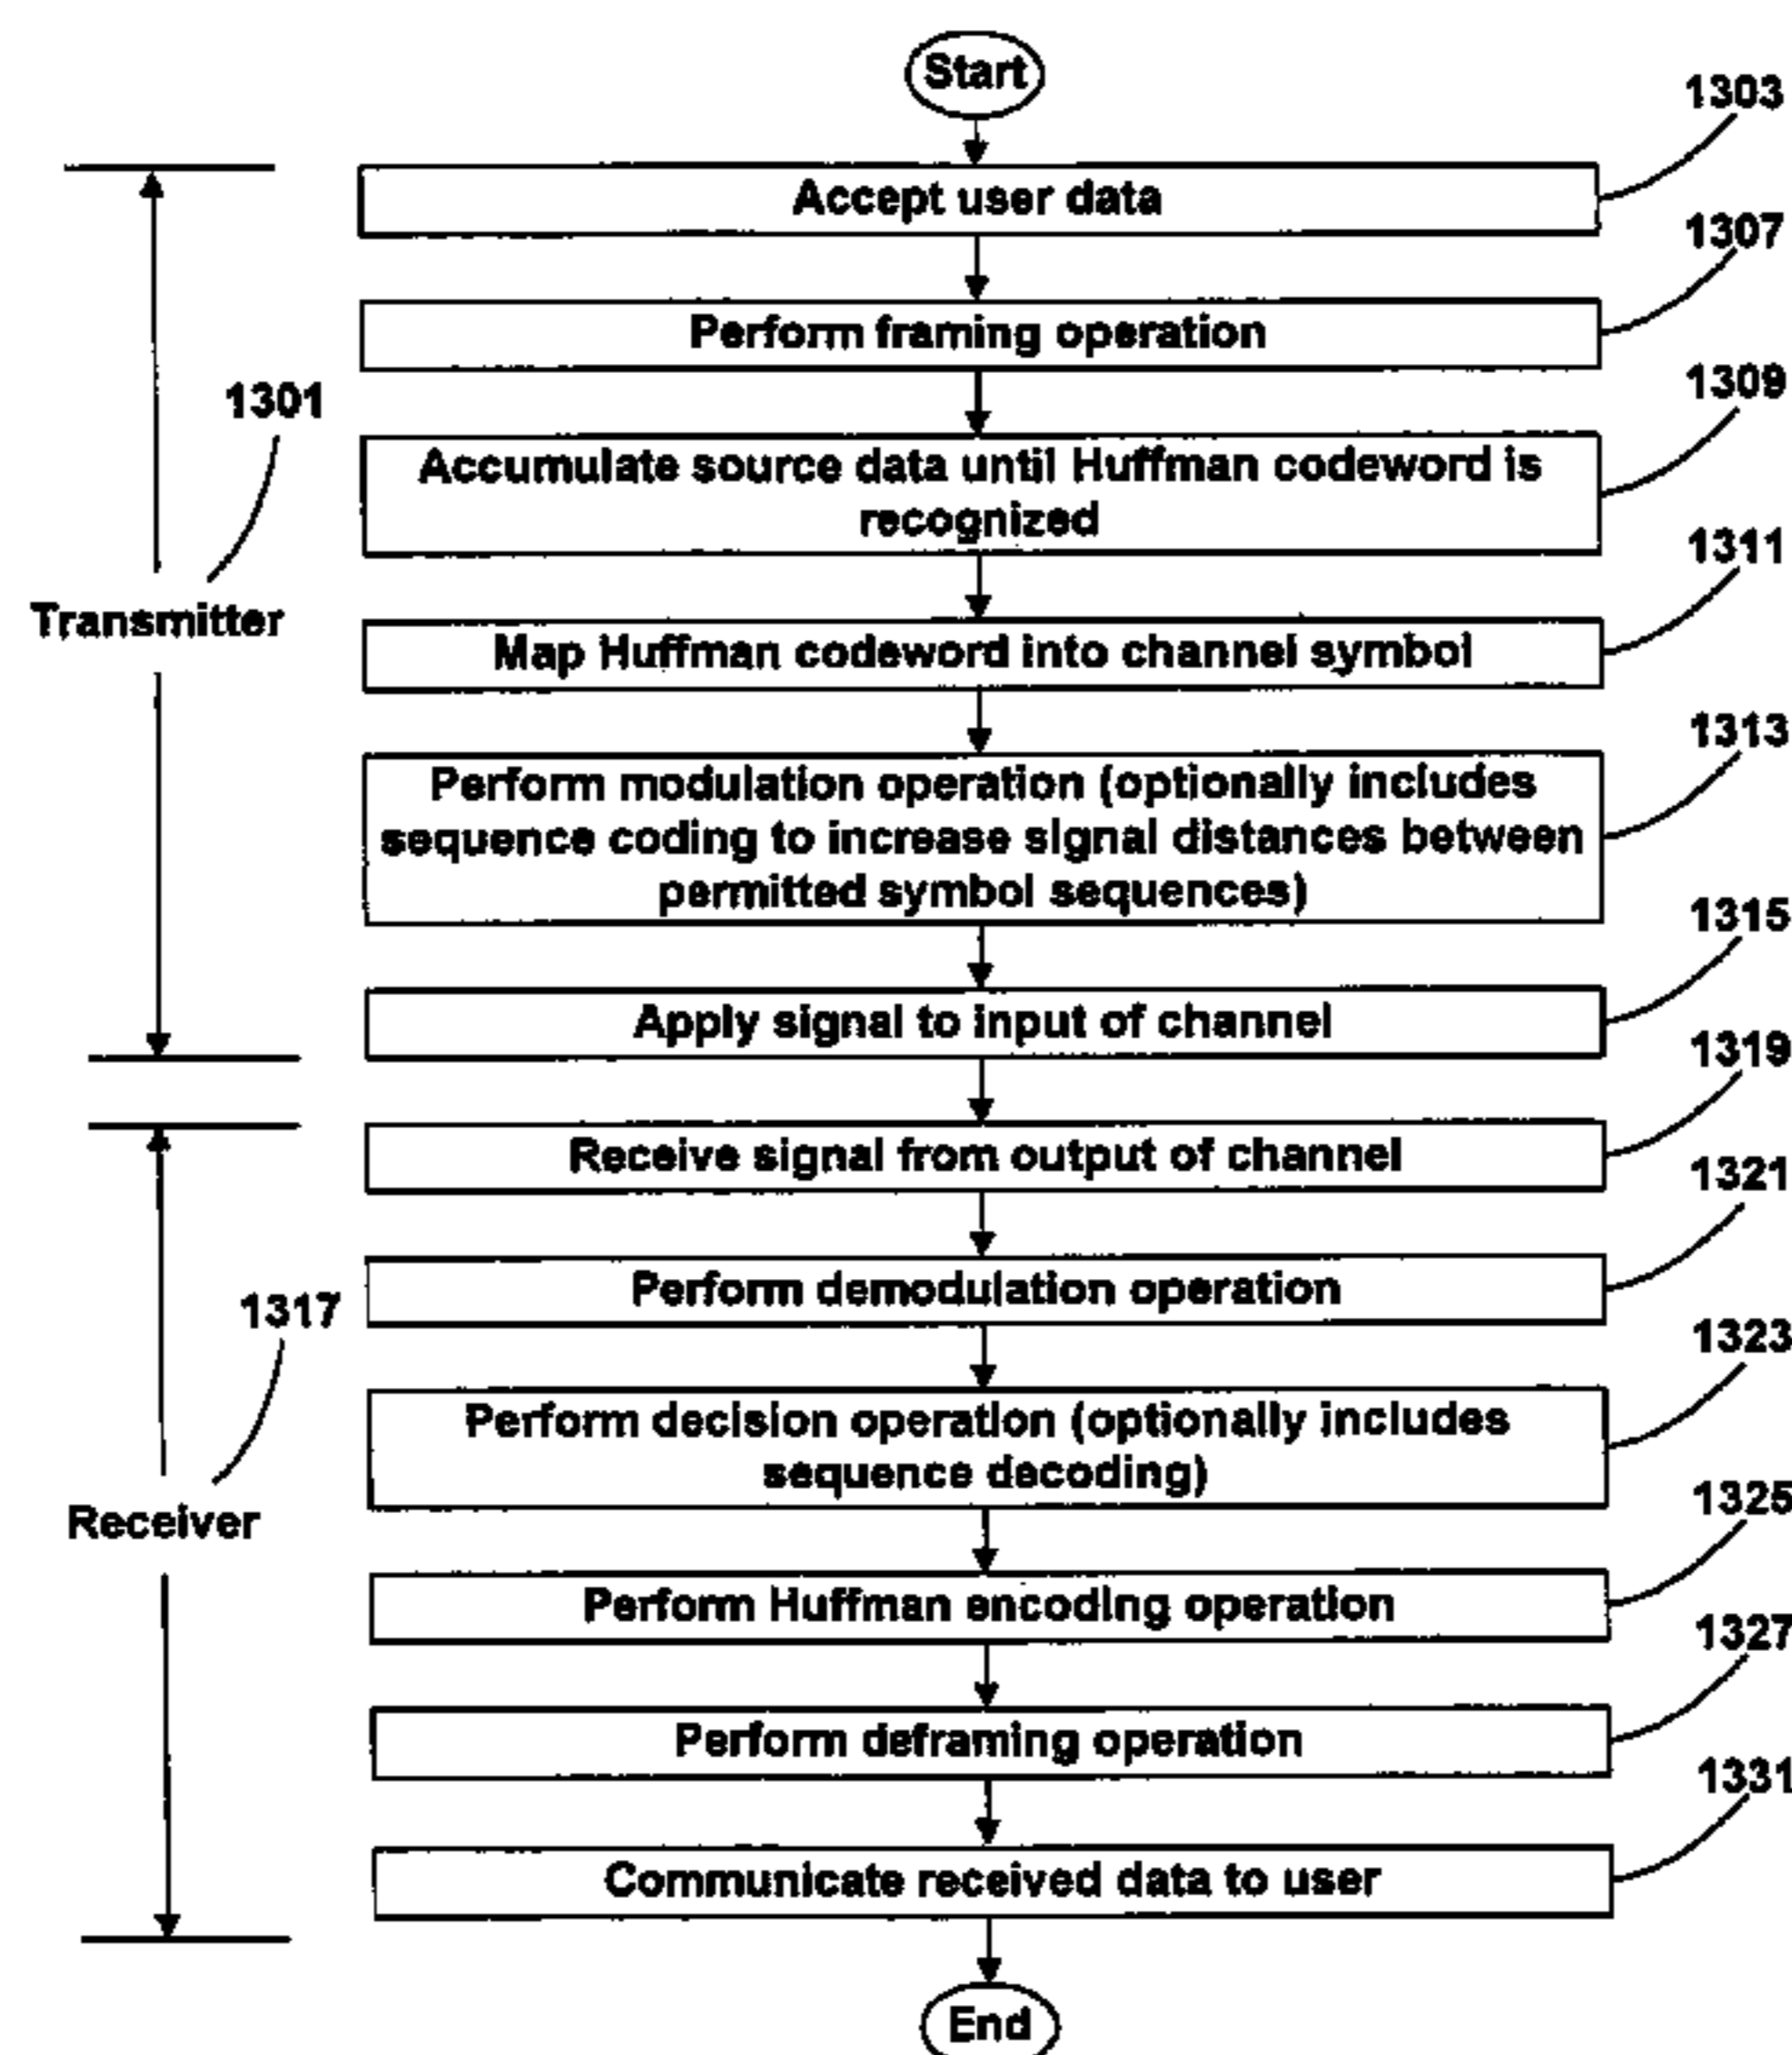 Start
1303
Accept user data
1307
Perform framing operation
1309
1301
Accumulate source data until Huffman codeword is
recognized
1311
Transmitter
Map Huffman codeword into channel symbol
1313
Perform modulation operation (optionally includes
sequence coding to increase signal distances between
permitted symbol sequences)
1315
Apply signal to input of channel
1319
Receive signal from output of channel
1321
Perform demodulation operation
1317
1323
Perform decision operation (optionally includes
sequence decoding)
1325
Receiver
Perform Huffman encoding operation
1327
Perform deframing operation
1331
Communicate received data to user
End